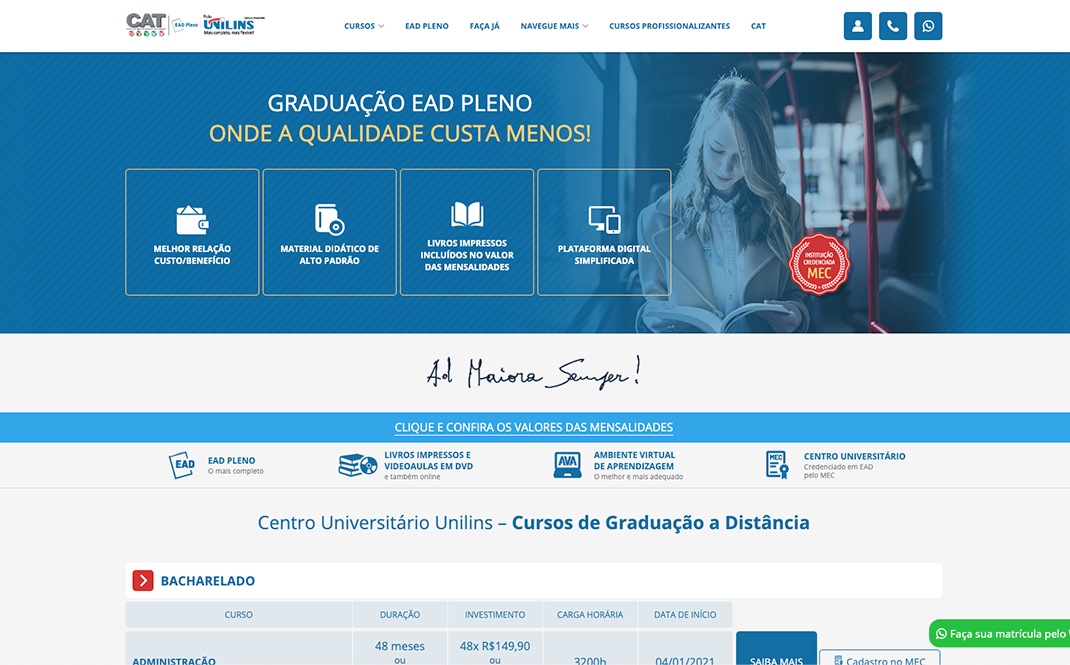 CAT
EAD Pleno
Polo
UNILINS
Mais completo, mais flexível!
CURSOS
EAD PLENO
FAÇA JÁ
NAVEGUE MAIS
CURSOS PROFISSIONALIZANTES
CAT
GRADUAÇÃO EAD PLENO
ONDE A QUALIDADE CUSTA MENOS!
MELHOR RELAÇÃO
CUSTO/BENEFÍCIO
MATERIAL DIDÁTICO DE
ALTO PADRÃO
LIVROS IMPRESSOS
INCLUÍDOS NO VALOR
DAS MENSALIDADES
PLATAFORMA DIGITAL
SIMPLIFICADA
INSTITUIÇÃO
CREDENCIADA
MEC
Ad Maiora Semper!
CLIQUE E CONFIRA OS VALORES DAS MENSALIDADES
EAD
EAD PLENO
O mais completo
LIVROS IMPRESSOS E
VIDEOAULAS EM DVD
e também online
AVA
AMBIENTE VIRTUAL
DE APRENDIZAGEM
O melhor e mais adequado
MEC
CENTRO UNIVERSITÁRIO
Credenciado em EAD
pelo MEC
Centro Universitário Unilins – Cursos de Graduação a Distância
BACHARELADO
CURSO
DURAÇÃO
INVESTIMENTO
CARGA HORÁRIA
DATA DE INÍCIO
ADMINISTRAÇÃO
48 meses
ou
48x R$149,90
ou
3200h
04/01/2021
SAIBA MAIS
Cadastro no MEC
Faça sua matrícula pelo